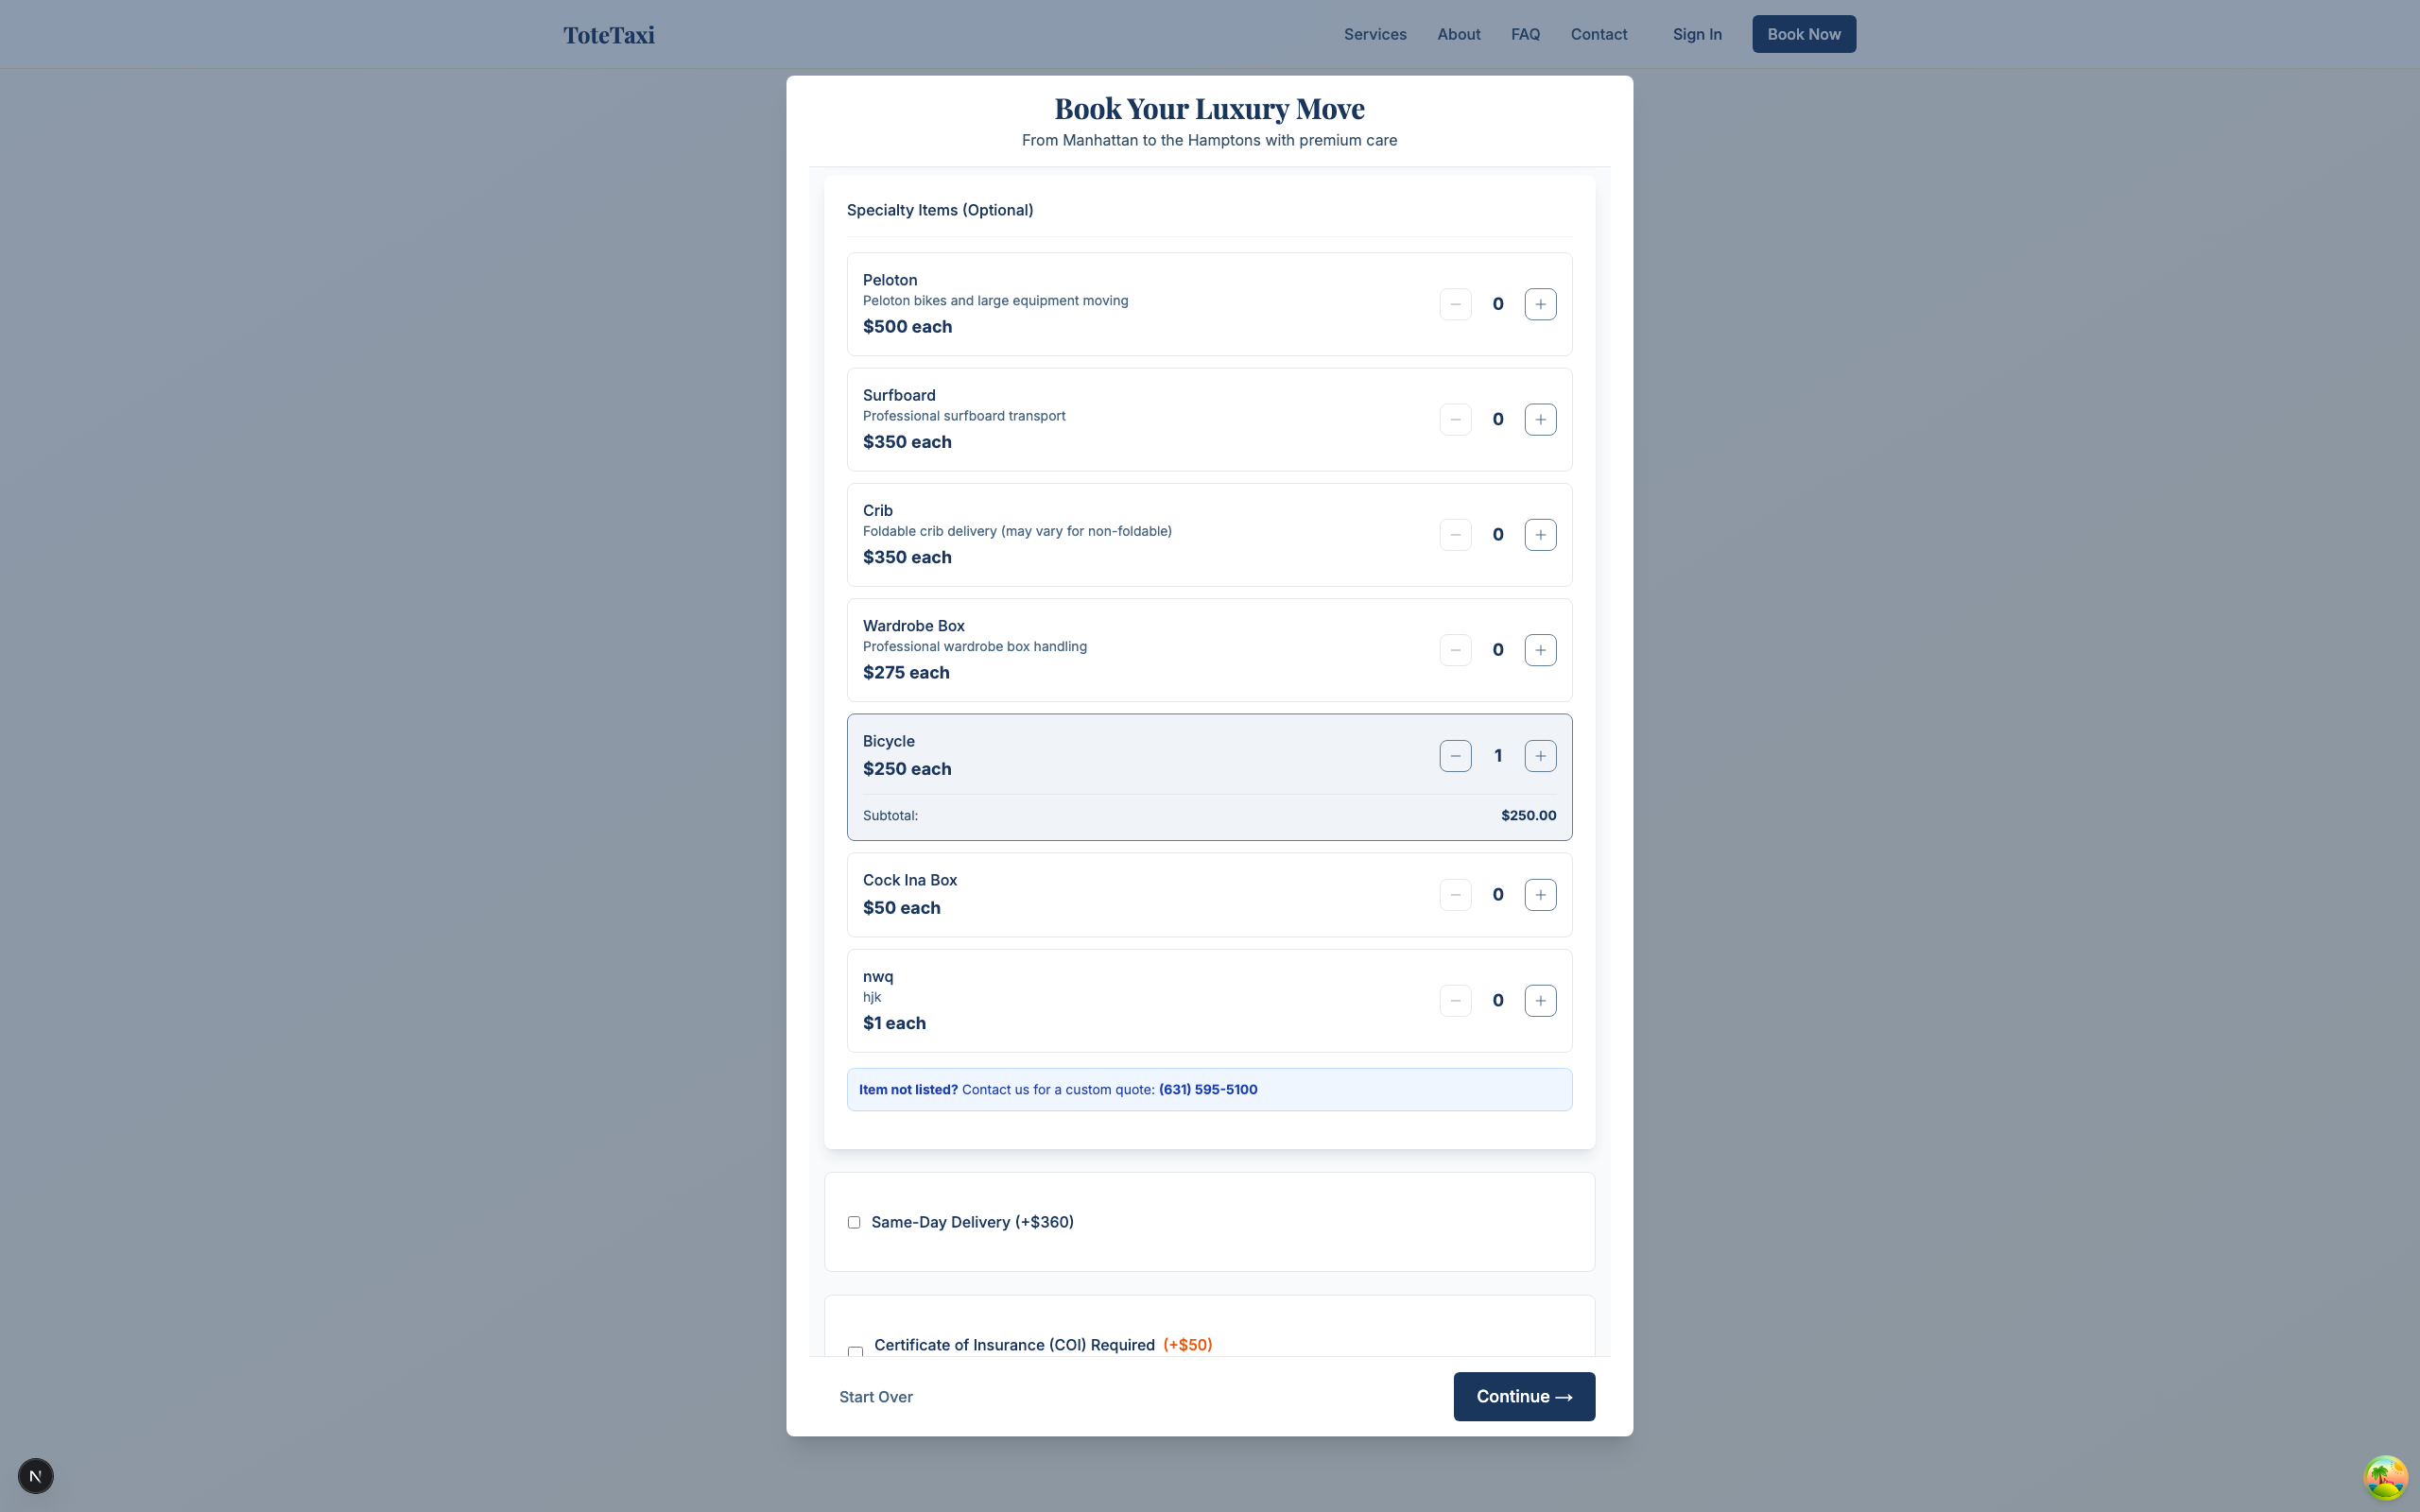 ToteTaxi
Services About FAQ Contact Sign In Book Now
Book Your Luxury Move
From Manhattan to the Hamptons with premium care
Specialty Items (Optional)
Peloton
Peloton bikes and large equipment moving
$500 each
− 0 +
Surfboard
Professional surfboard transport
$350 each
− 0 +
Crib
Foldable crib delivery (may vary for non-foldable)
$350 each
− 0 +
Wardrobe Box
Professional wardrobe box handling
$275 each
− 0 +
Bicycle
$250 each
− 1 +
Subtotal: $250.00
Cock Ina Box
$50 each
− 0 +
nwq
hjk
$1 each
− 0 +
Item not listed? Contact us for a custom quote: (631) 595-5100
Same-Day Delivery (+$360)
Certificate of Insurance (COI) Required (+$50)
Start Over
Continue →
N